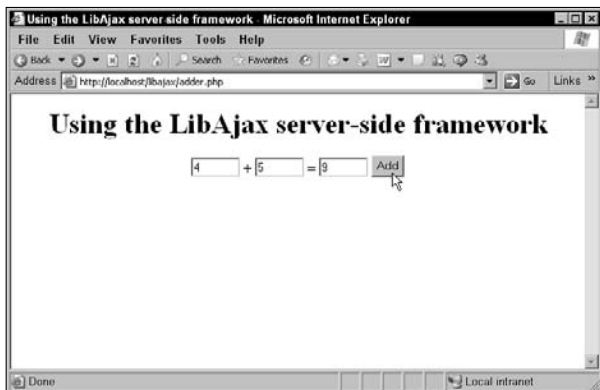 Using the LibAjax server-side framework - Microsoft Internet Explorer
File Edit View Favorites Tools Help
Back Search Favorites
Address http://localhost/libajax/adder.php Go Links »
Using the LibAjax server-side framework
4 + 5 = 9 Add
Done Local intranet